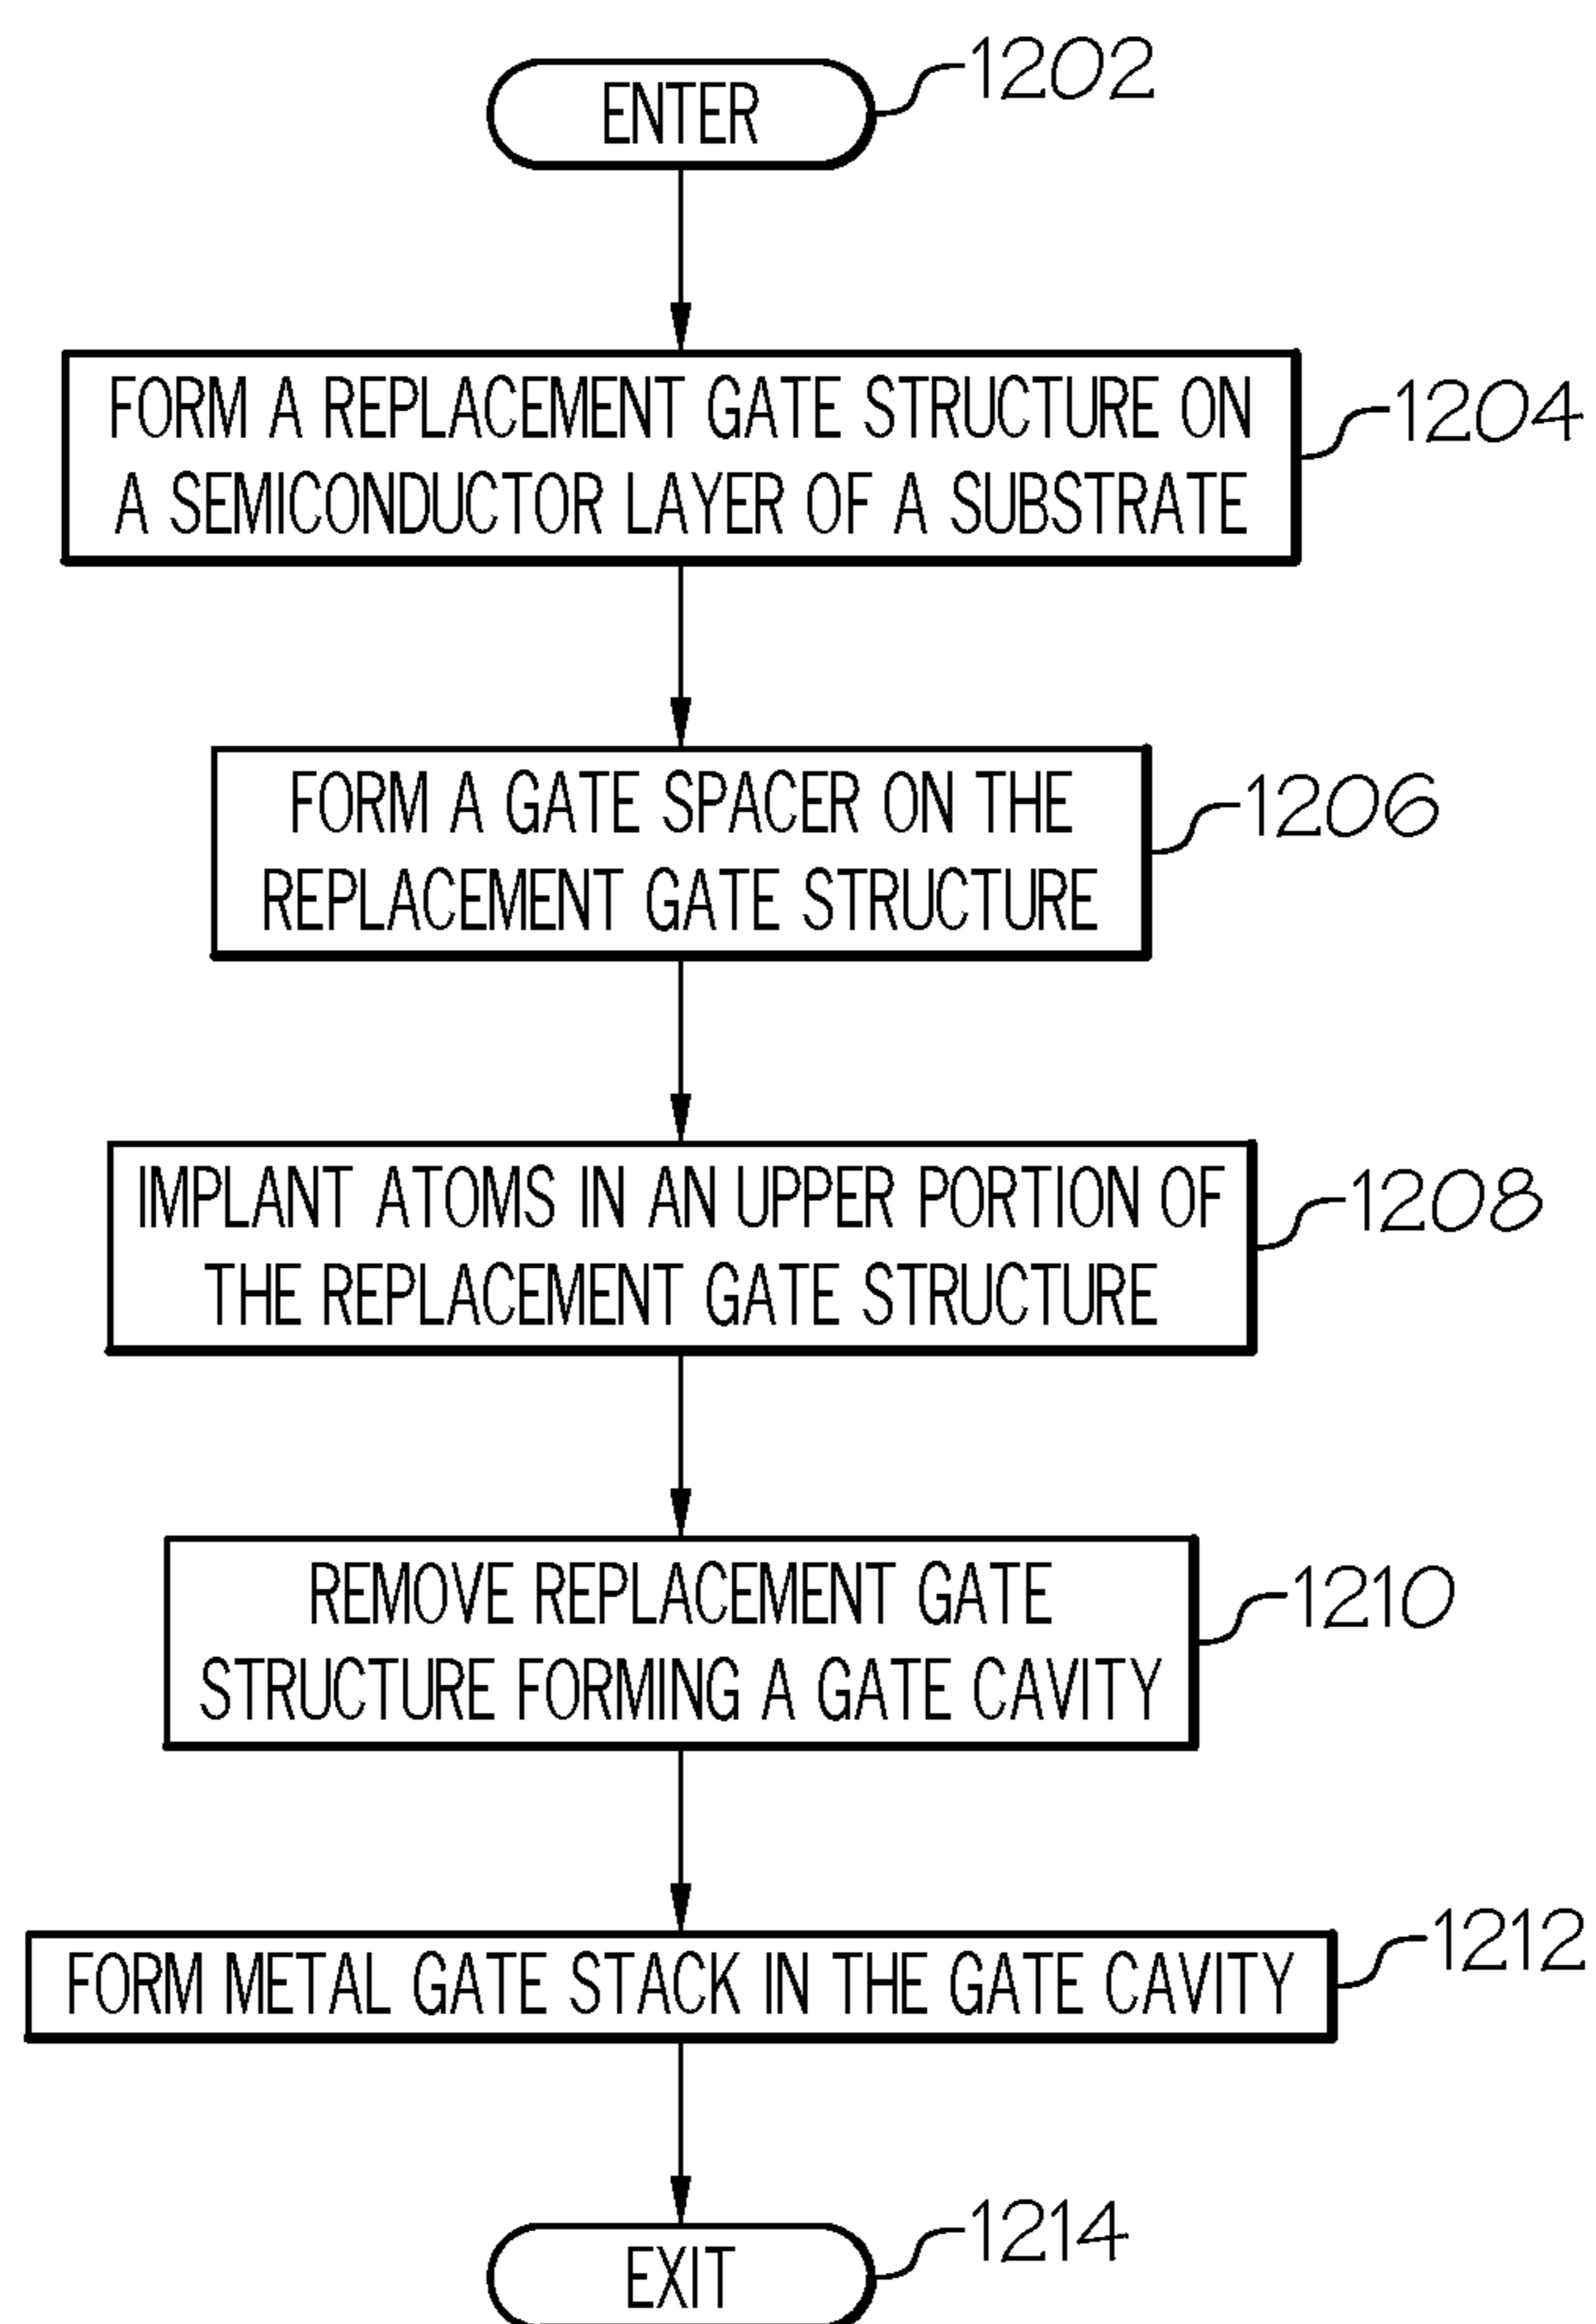 ENTER
1202
FORM A REPLACEMENT GATE STRUCTURE ON
A SEMICONDUCTOR LAYER OF A SUBSTRATE
1204
FORM A GATE SPACER ON THE
REPLACEMENT GATE STRUCTURE
1206
IMPLANT ATOMS IN AN UPPER PORTION OF
THE REPLACEMENT GATE STRUCTURE
1208
REMOVE REPLACEMENT GATE
STRUCTURE FORMING A GATE CAVITY
1210
FORM METAL GATE STACK IN THE GATE CAVITY
1212
EXIT
1214